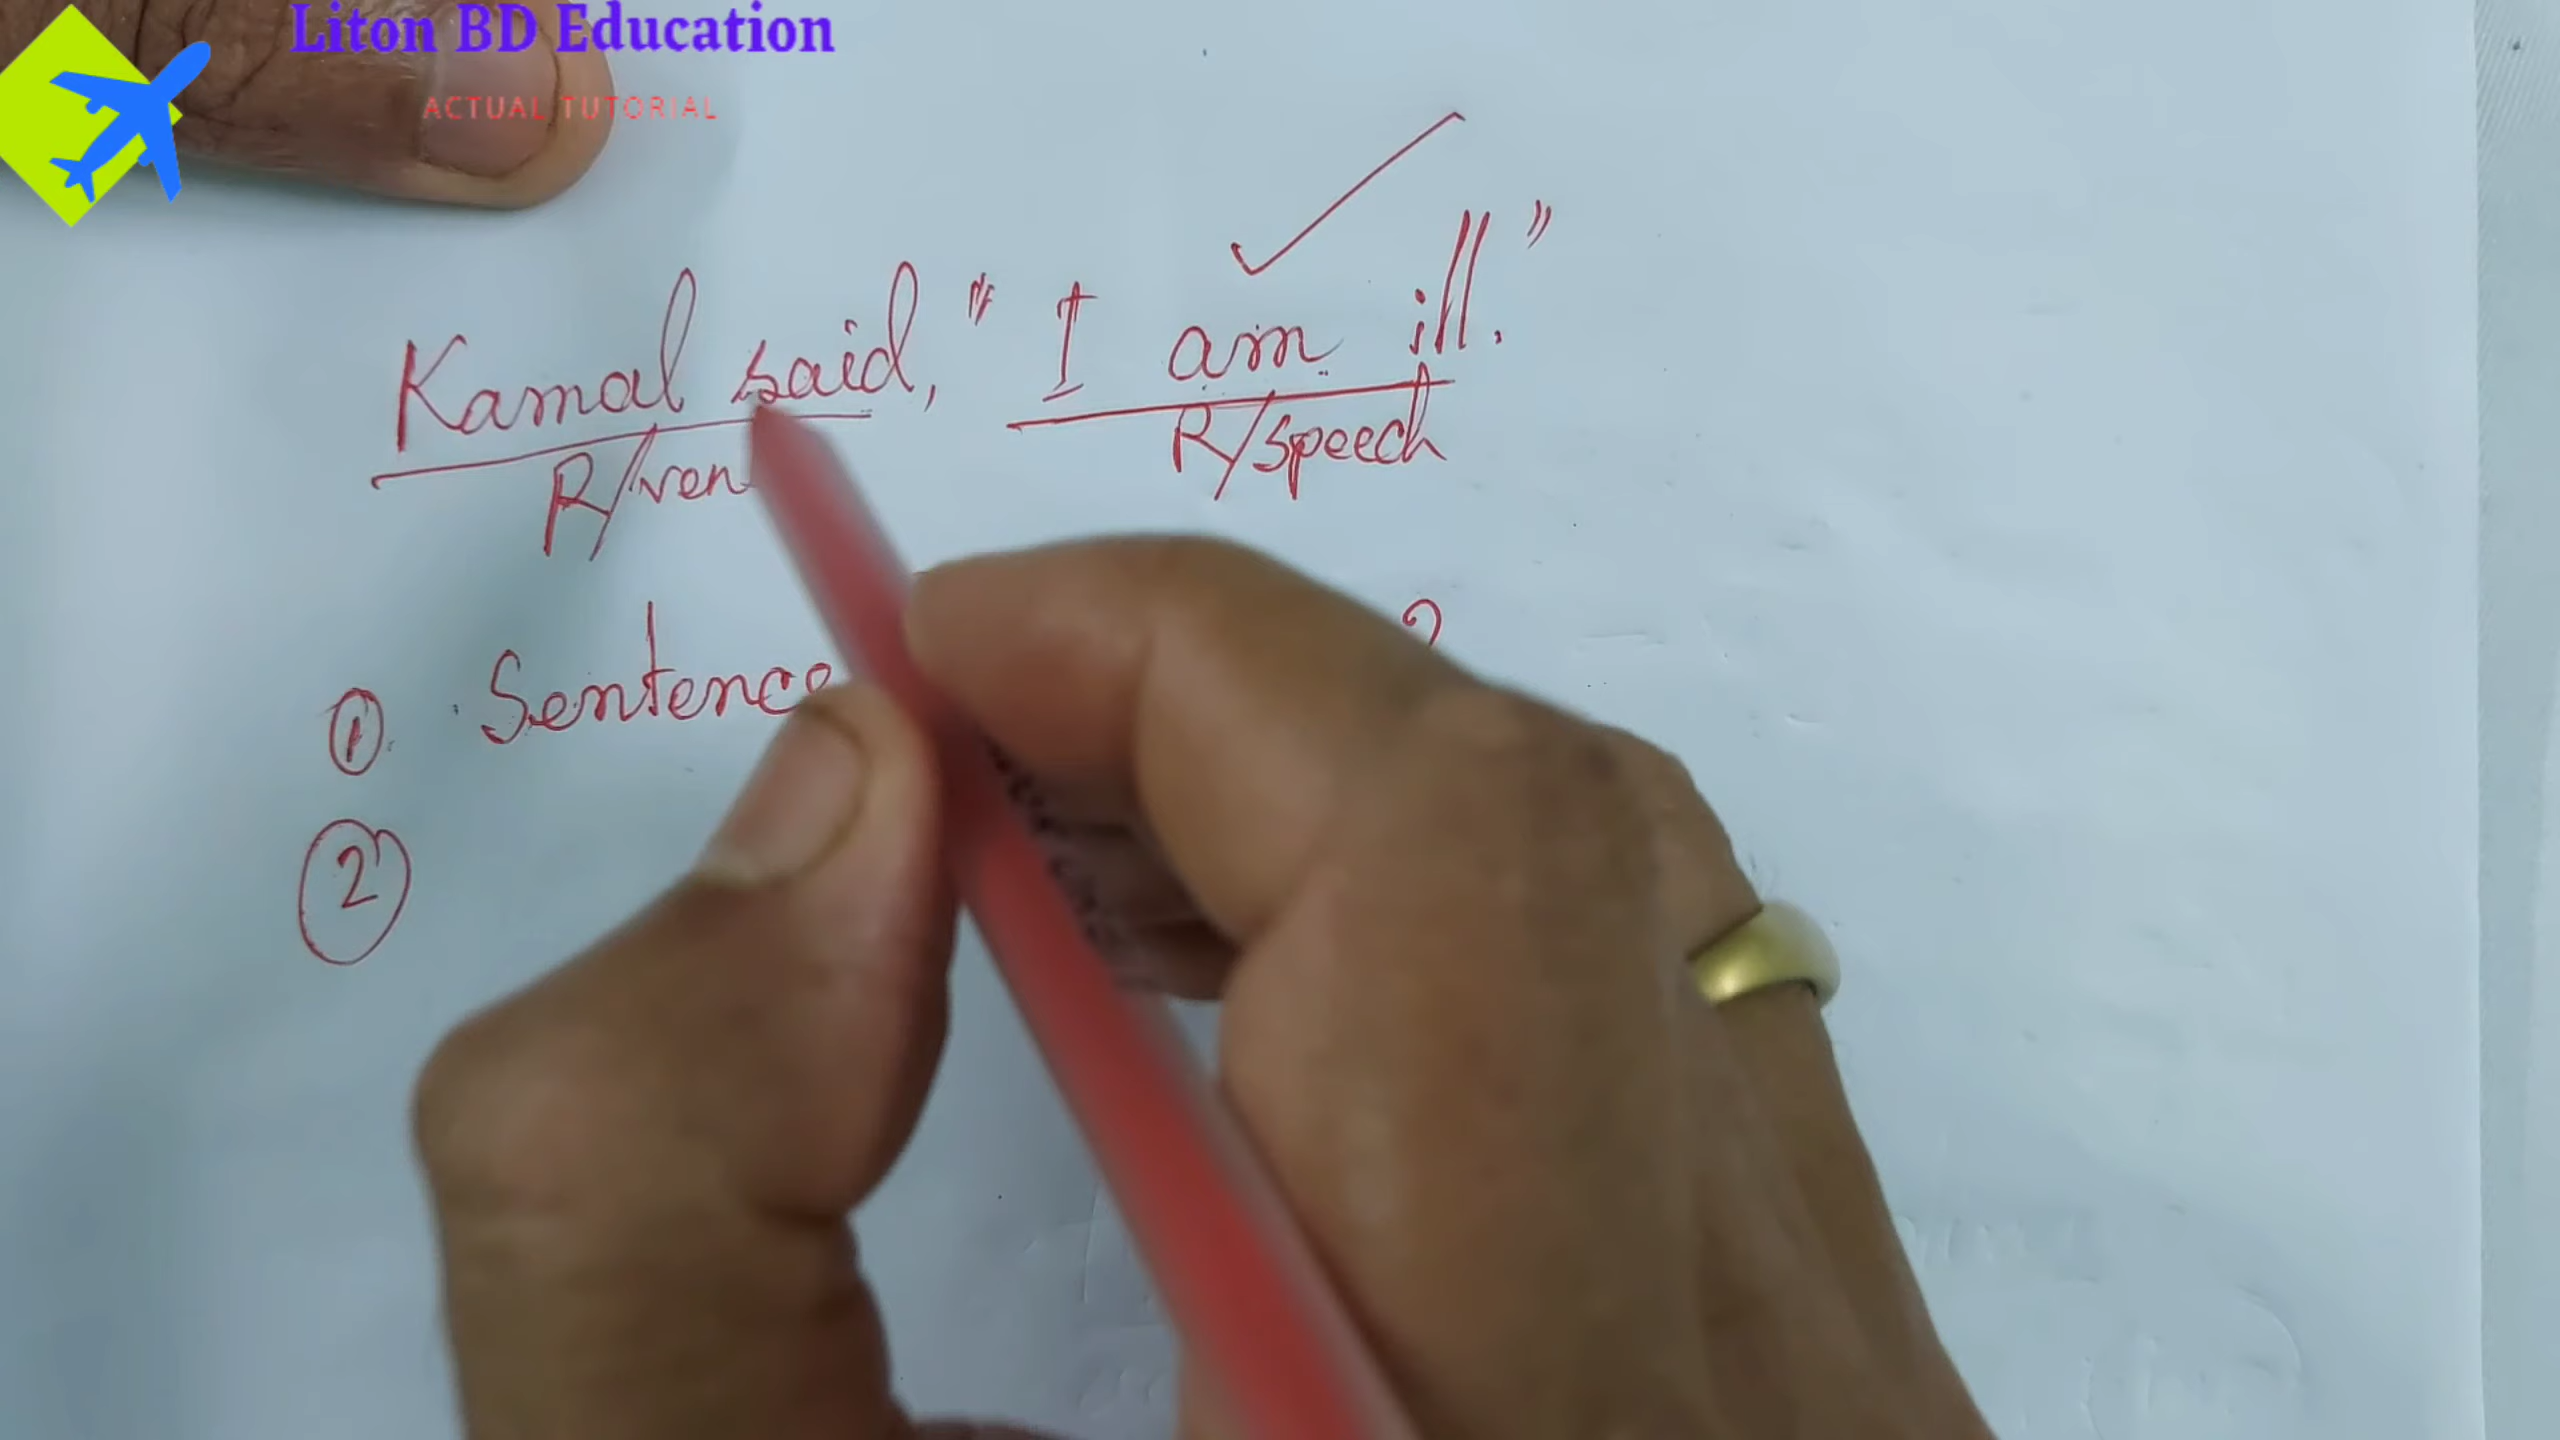 Liton BD Education
ACTUAL TUTORIAL
Kamal said, " I am ill. "
R/ven R/speech
① Sentence ?
②